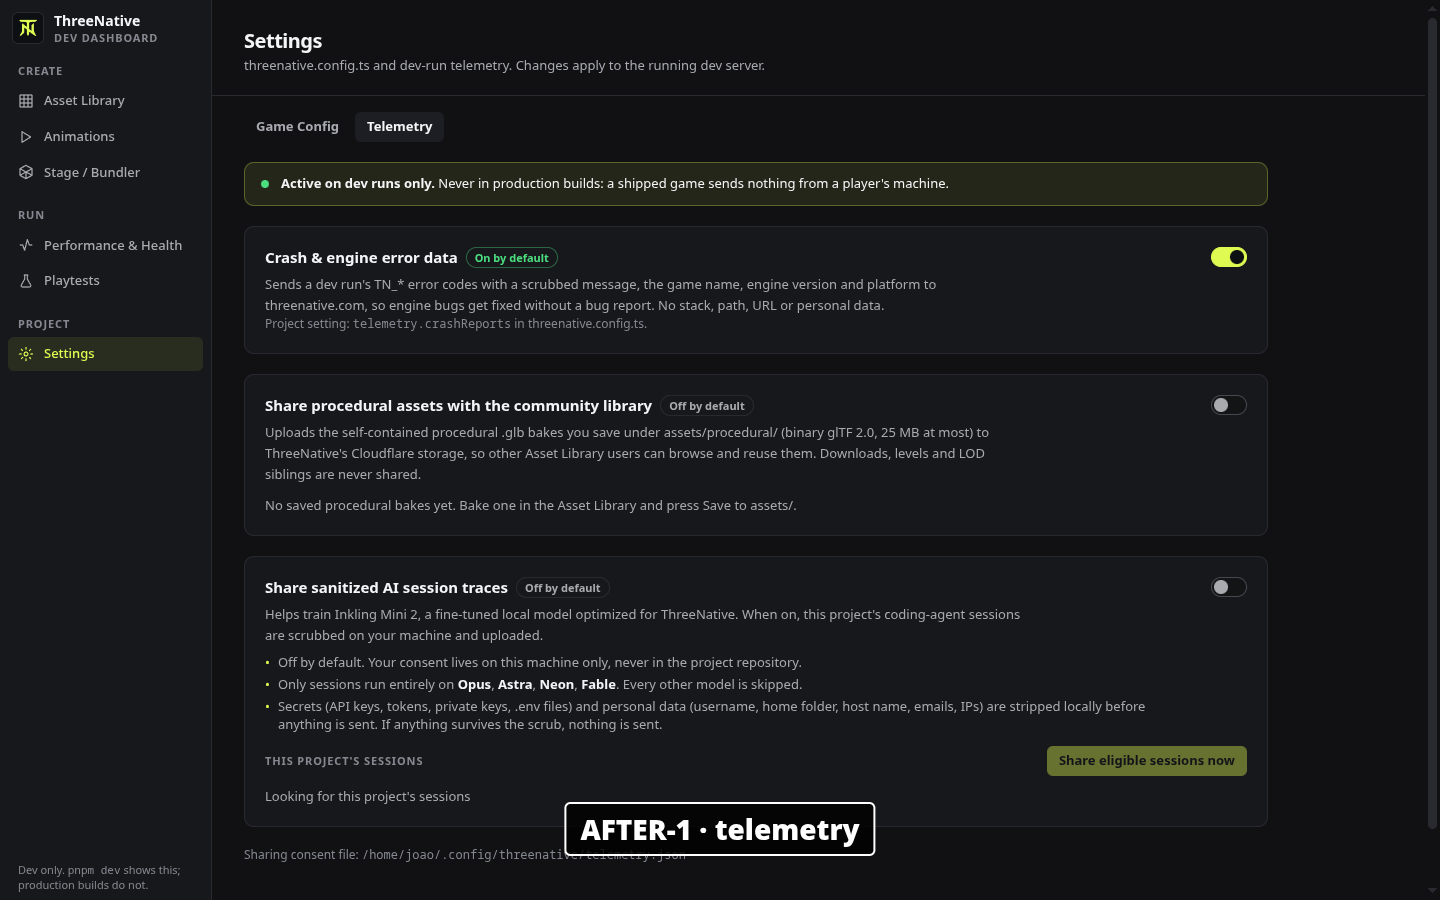 ThreeNative
DEV DASHBOARD
CREATE
Asset Library
Animations
Stage / Bundler
RUN
Performance & Health
Playtests
PROJECT
Settings
Dev only. pnpm dev shows this;
production builds do not.
Settings
threenative.config.ts and dev-run telemetry. Changes apply to the running dev server.
Game Config
Telemetry
Active on dev runs only. Never in production builds: a shipped game sends nothing from a player's machine.
Crash & engine error data
On by default
Sends a dev run's TN_* error codes with a scrubbed message, the game name, engine version and platform to
threenative.com, so engine bugs get fixed without a bug report. No stack, path, URL or personal data.
Project setting: telemetry.crashReports in threenative.config.ts.
Share procedural assets with the community library
Off by default
Uploads the self-contained procedural .glb bakes you save under assets/procedural/ (binary glTF 2.0, 25 MB at most) to
ThreeNative's Cloudflare storage, so other Asset Library users can browse and reuse them. Downloads, levels and LOD
siblings are never shared.
No saved procedural bakes yet. Bake one in the Asset Library and press Save to assets/.
Share sanitized AI session traces
Off by default
Helps train Inkling Mini 2, a fine-tuned local model optimized for ThreeNative. When on, this project's coding-agent sessions
are scrubbed on your machine and uploaded.
• Off by default. Your consent lives on this machine only, never in the project repository.
• Only sessions run entirely on Opus, Astra, Neon, Fable. Every other model is skipped.
• Secrets (API keys, tokens, private keys, .env files) and personal data (username, home folder, host name, emails, IPs) are stripped locally before
anything is sent. If anything survives the scrub, nothing is sent.
THIS PROJECT'S SESSIONS
Share eligible sessions now
Looking for this project's sessions
AFTER-1 · telemetry
Sharing consent file: /home/joao/.config/threenative/telemetry.json